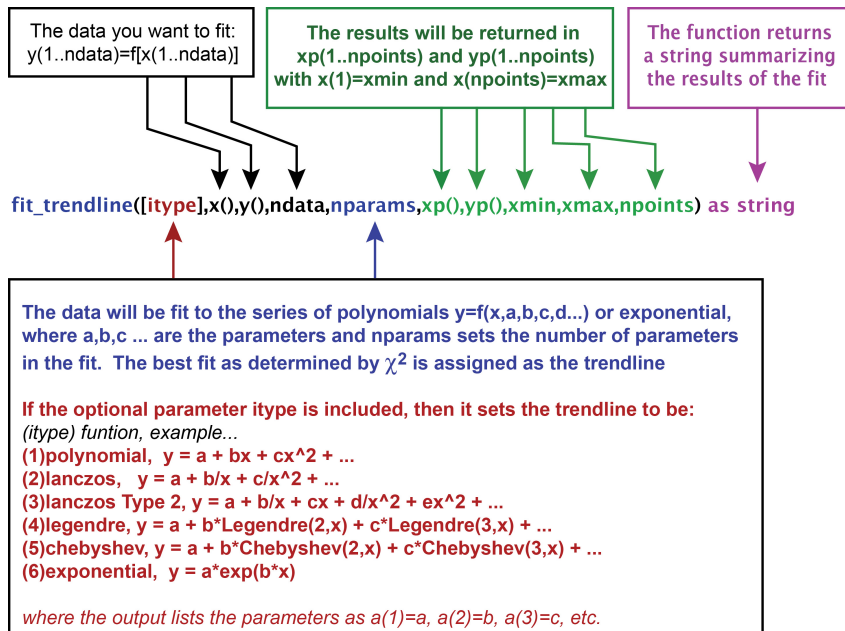 The data you want to fit:
y(1..ndata)=f[x(1..ndata)]
The results will be returned in
xp(1..npoints) and yp(1..npoints)
with x(1)=xmin and x(npoints)=xmax
The function returns
a string summarizing
the results of the fit
fit_trendline([itype],x(),y(),ndata,nparams,xp(),yp(),xmin,xmax,npoints) as string
The data will be fit to the series of polynomials y=f(x,a,b,c,d...) or exponential,
where a,b,c ... are the parameters and nparams sets the number of parameters
in the fit.  The best fit as determined by χ² is assigned as the trendline
If the optional parameter itype is included, then it sets the trendline to be:
(itype) funtion, example...
(1)polynomial,  y = a + bx + cx^2 + ...
(2)lanczos,   y = a + b/x + c/x^2 + ...
(3)lanczos Type 2, y = a + b/x + cx + d/x^2 + ex^2 + ...
(4)legendre, y = a + b*Legendre(2,x) + c*Legendre(3,x) + ...
(5)chebyshev, y = a + b*Chebyshev(2,x) + c*Chebyshev(3,x) + ...
(6)exponential,  y = a*exp(b*x)
where the output lists the parameters as a(1)=a, a(2)=b, a(3)=c, etc.